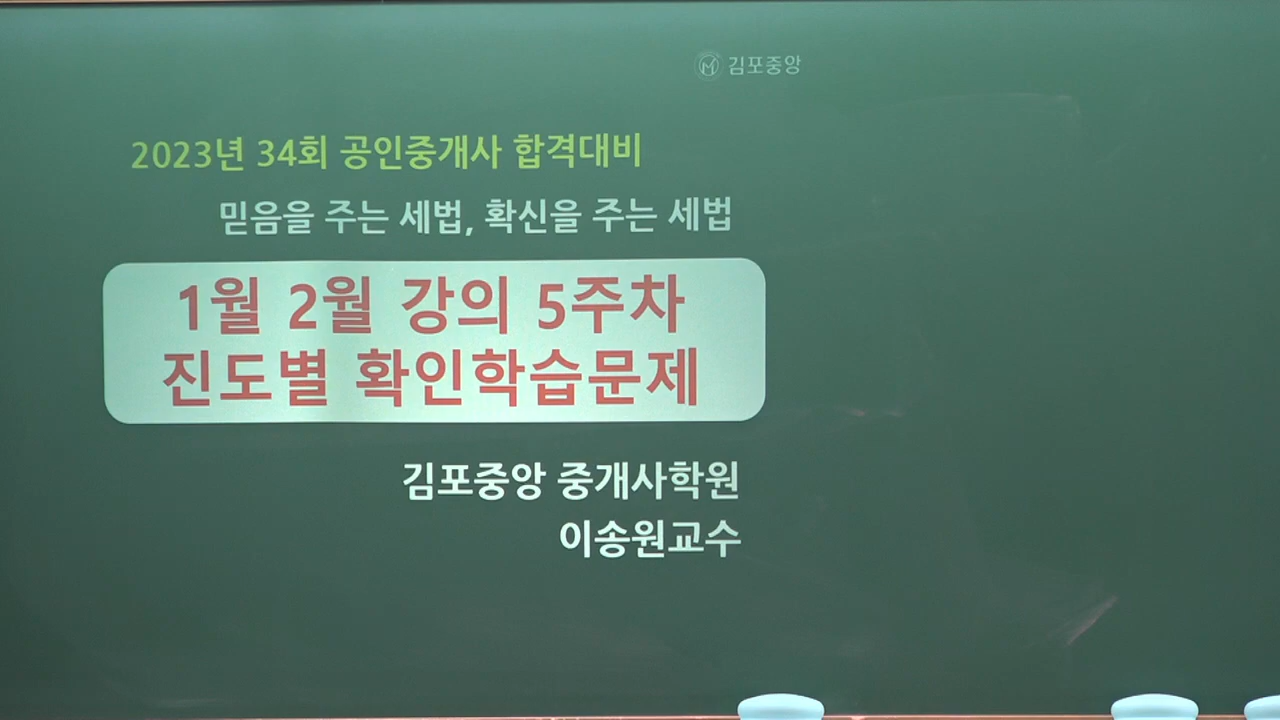 김포중앙
2023년 34회 공인중개사 합격대비
믿음을 주는 세법, 확신을 주는 세법
1월 2월 강의 5주차
진도별 확인학습문제
김포중앙 중개사학원
이송원교수